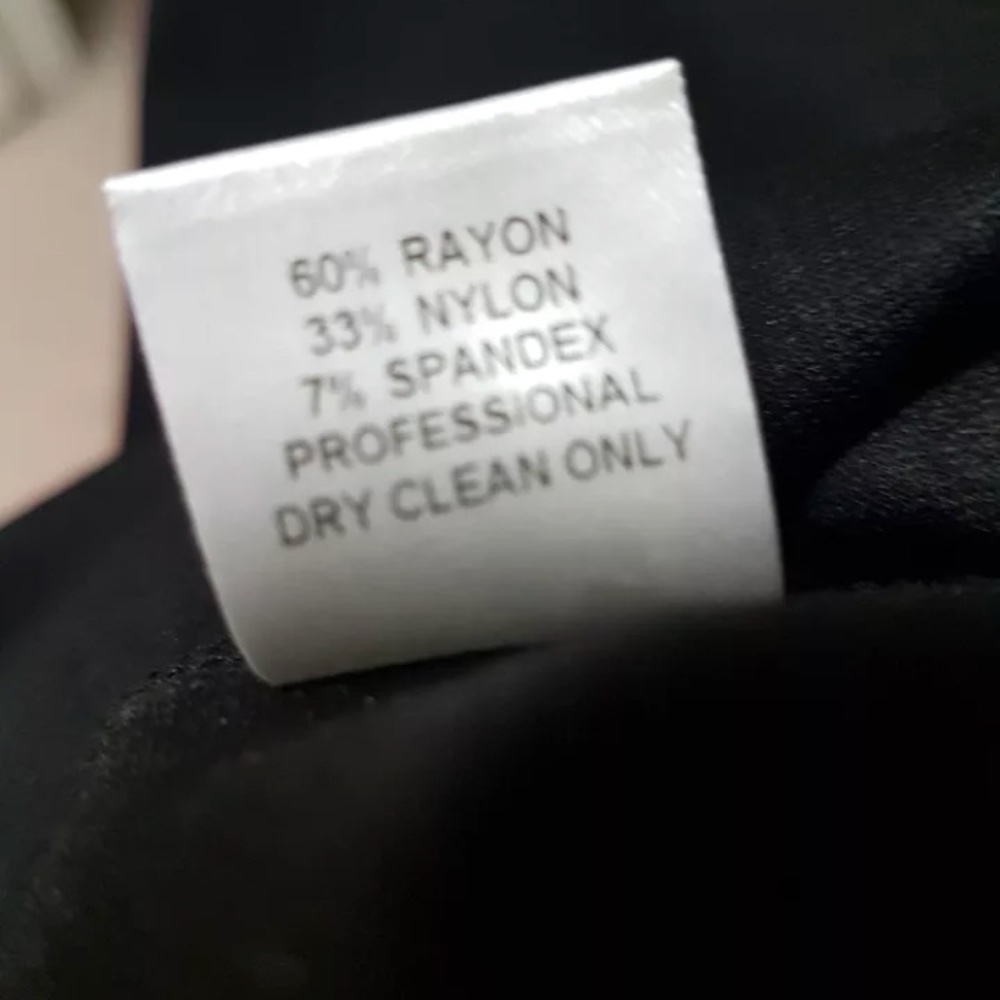 60% RAYON
33% NYLON
7% SPANDEX
PROFESSIONAL
DRY CLEAN ONLY